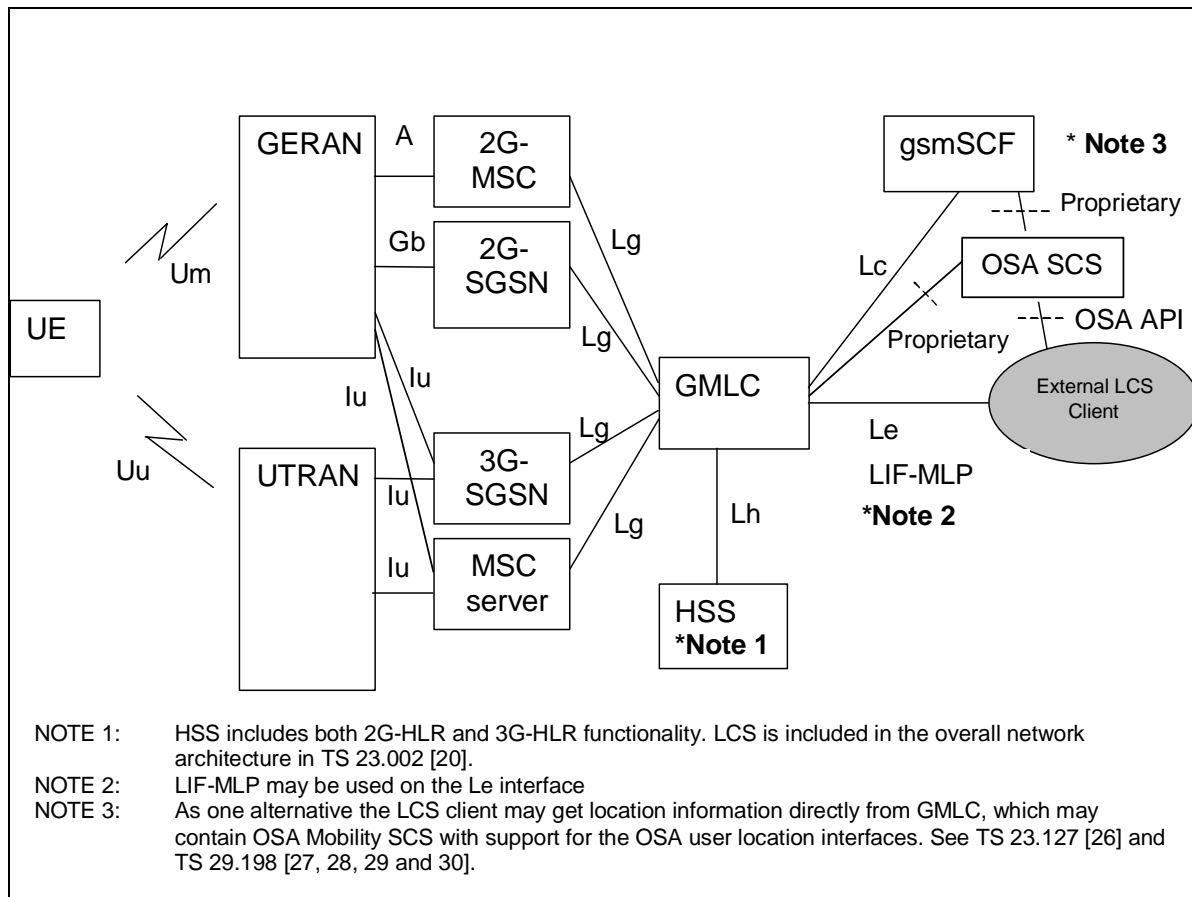 GERAN
A
2G-
MSC
gsmSCF
* Note 3
Proprietary
Gb
2G-
SGSN
Lg
Lc
OSA SCS
Um
UE
Lg
Proprietary
OSA API
Iu
Iu
GMLC
External LCS
Client
Uu
UTRAN
Iu
3G-
SGSN
Lg
Le
LIF-MLP
*Note 2
Iu
MSC
server
Lg
Lh
HSS
*Note 1
NOTE 1: HSS includes both 2G-HLR and 3G-HLR functionality. LCS is included in the overall network
architecture in TS 23.002 [20].
NOTE 2: LIF-MLP may be used on the Le interface
NOTE 3: As one alternative the LCS client may get location information directly from GMLC, which may
contain OSA Mobility SCS with support for the OSA user location interfaces. See TS 23.127 [26] and
TS 29.198 [27, 28, 29 and 30].